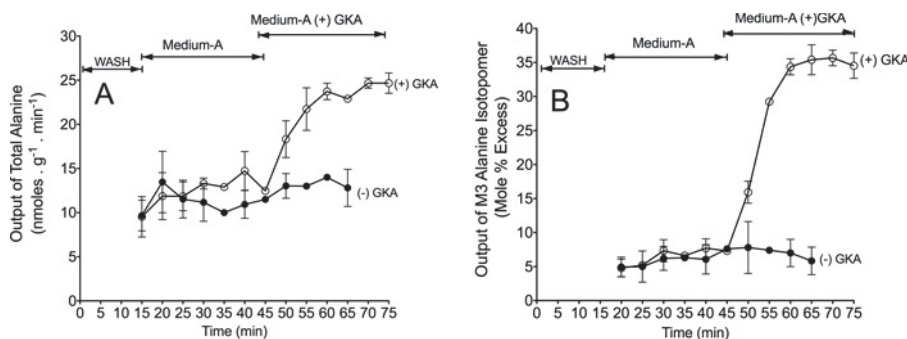 Medium-A (+) GKA
Medium-A
WASH
A
(+) GKA
(-) GKA
Output of Total Alanine
(nmoles . g⁻¹ . min⁻¹)
30
25
20
15
10
5
0
0 5 10 15 20 25 30 35 40 45 50 55 60 65 70 75
Time (min)
Medium-A (+)GKA
Medium-A
WASH
B
(+) GKA
(-) GKA
Output of M3 Alanine Isotopomer
(Mole % Excess)
40
35
30
25
20
15
10
5
0
0 5 10 15 20 25 30 35 40 45 50 55 60 65 70 75
Time (min)